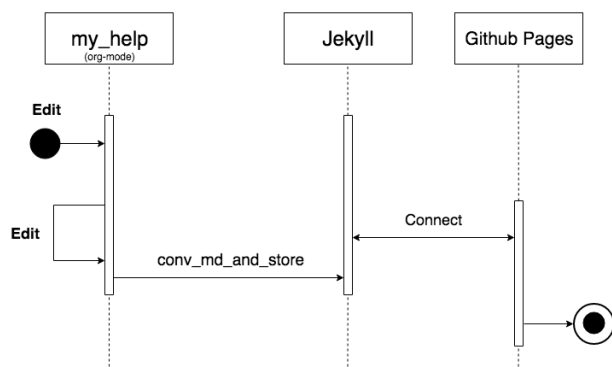 my_help
(org-mode)
Jekyll
Github Pages
Edit
Edit
Connect
conv_md_and_store